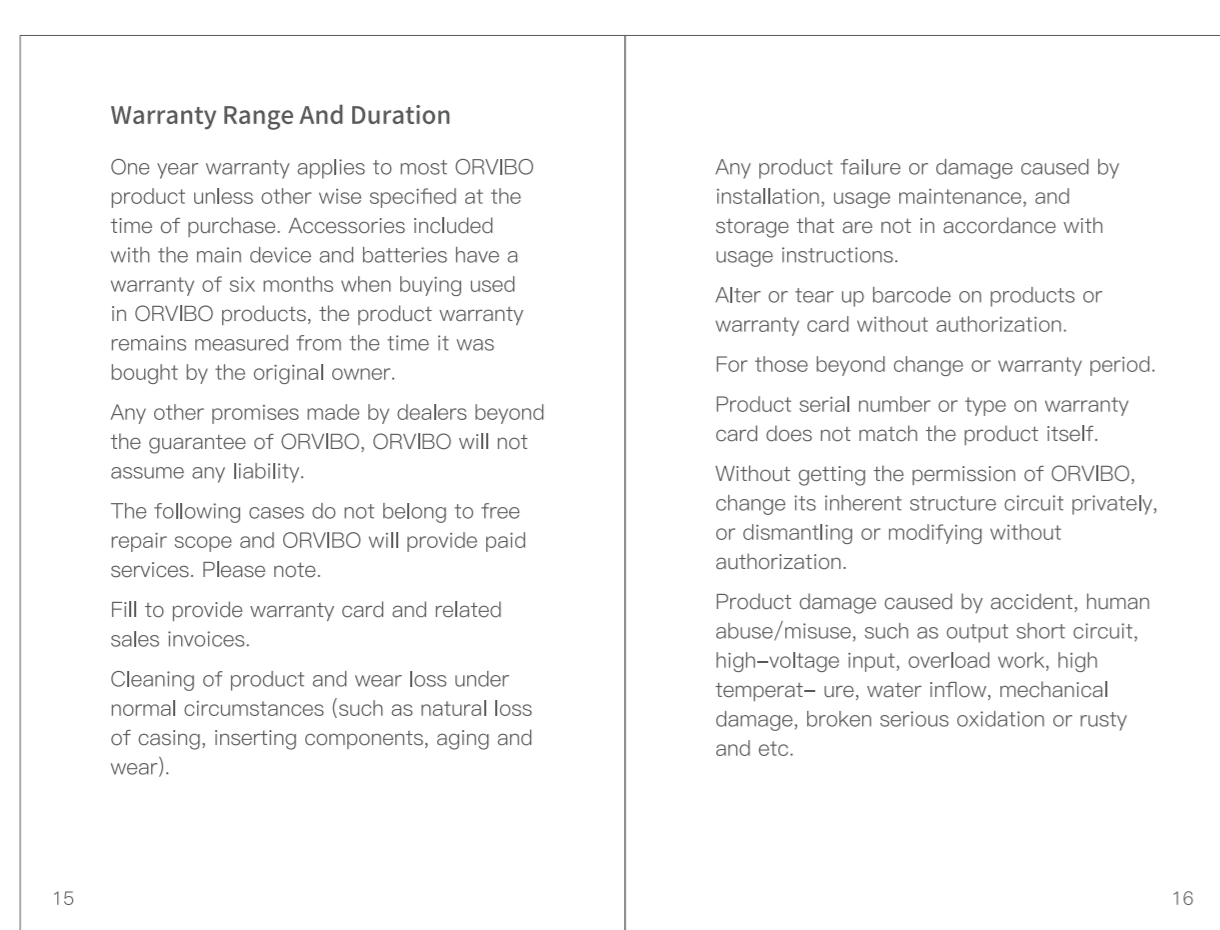 Warranty Range And Duration
One year warranty applies to most ORVIBO
product unless other wise specified at the
time of purchase. Accessories included
with the main device and batteries have a
warranty of six months when buying used
in ORVIBO products, the product warranty
remains measured from the time it was
bought by the original owner.
Any other promises made by dealers beyond
the guarantee of ORVIBO, ORVIBO will not
assume any liability.
The following cases do not belong to free
repair scope and ORVIBO will provide paid
services. Please note.
Fill to provide warranty card and related
sales invoices.
Cleaning of product and wear loss under
normal circumstances (such as natural loss
of casing, inserting components, aging and
wear).
15
Any product failure or damage caused by
installation, usage maintenance, and
storage that are not in accordance with
usage instructions.
Alter or tear up barcode on products or
warranty card without authorization.
For those beyond change or warranty period.
Product serial number or type on warranty
card does not match the product itself.
Without getting the permission of ORVIBO,
change its inherent structure circuit privately,
or dismantling or modifying without
authorization.
Product damage caused by accident, human
abuse/misuse, such as output short circuit,
high–voltage input, overload work, high
temperat– ure, water inflow, mechanical
damage, broken serious oxidation or rusty
and etc.
16